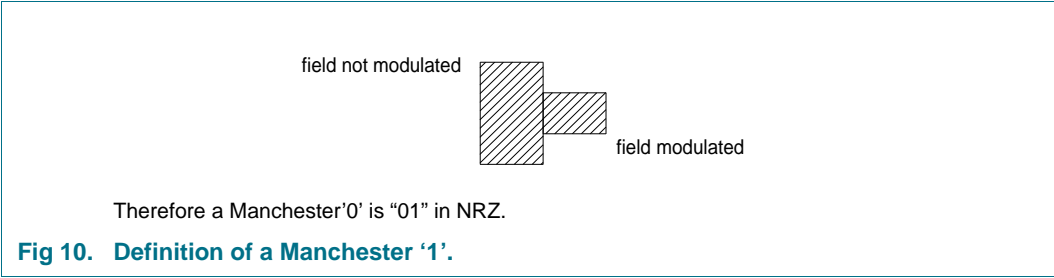 field not modulated
field modulated
Therefore a Manchester'0' is “01” in NRZ.
Fig 10. Definition of a Manchester ‘1’.